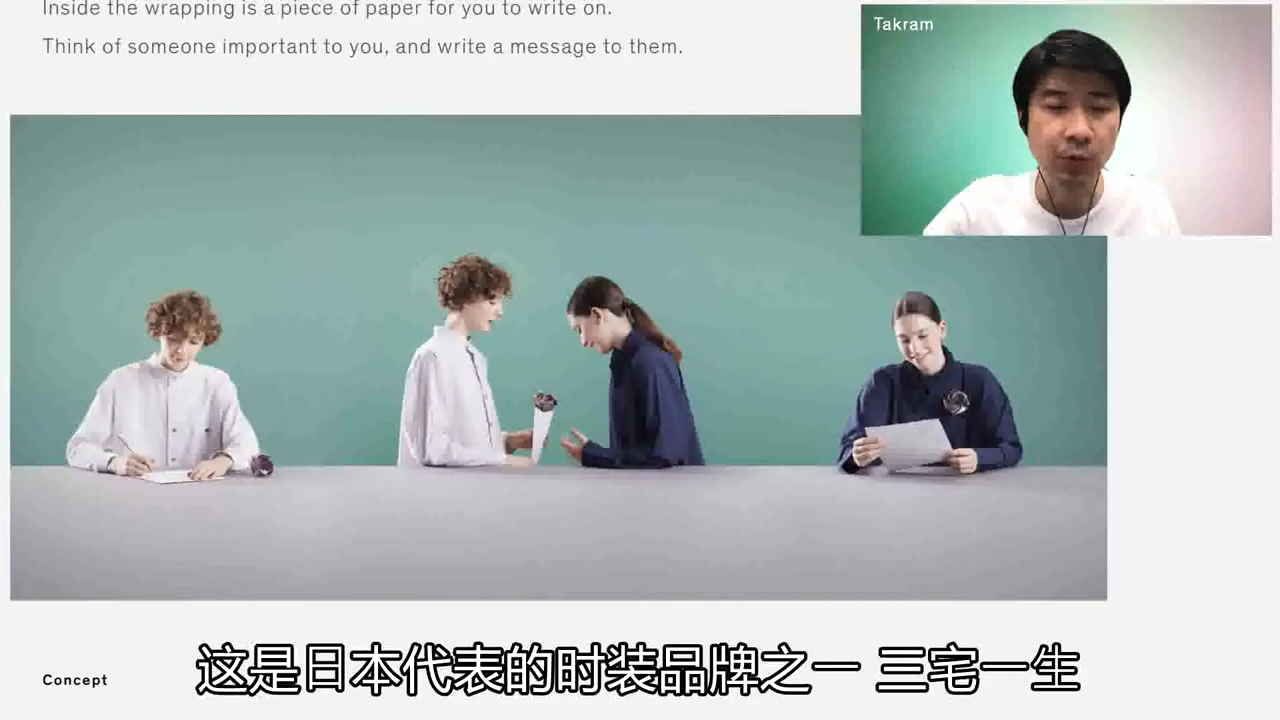 Inside the wrapping is a piece of paper for you to write on.
Think of someone important to you, and write a message to them.
Takram
Concept
这是日本代表的时装品牌之一 三宅一生